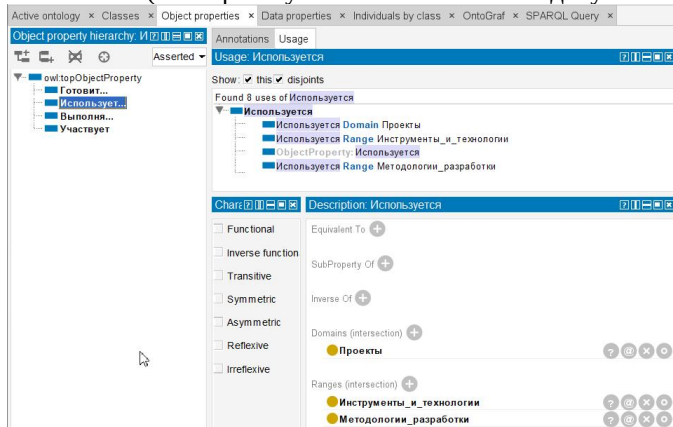 Active ontology × Classes × Object properties × Data properties × Individuals by class × OntoGraf × SPARQL Query ×
Object property hierarchy: И
Annotations Usage
Asserted
Usage: Используется
Show: this disjoints
Found 8 uses of Используется
owl:topObjectProperty
Готовит...
Использует...
Выполня...
Участвует
Используется
Используется Domain Проекты
Используется Range Инструменты_и_технологии
ObjectProperty: Используется
Используется Range Методологии_разработки
Chara
Description: Используется
Functional
Inverse function
Transitive
Symmetric
Asymmetric
Reflexive
Irreflexive
Equivalent To
SubProperty Of
Inverse Of
Domains (intersection)
Проекты
Ranges (intersection)
Инструменты_и_технологии
Методологии_разработки